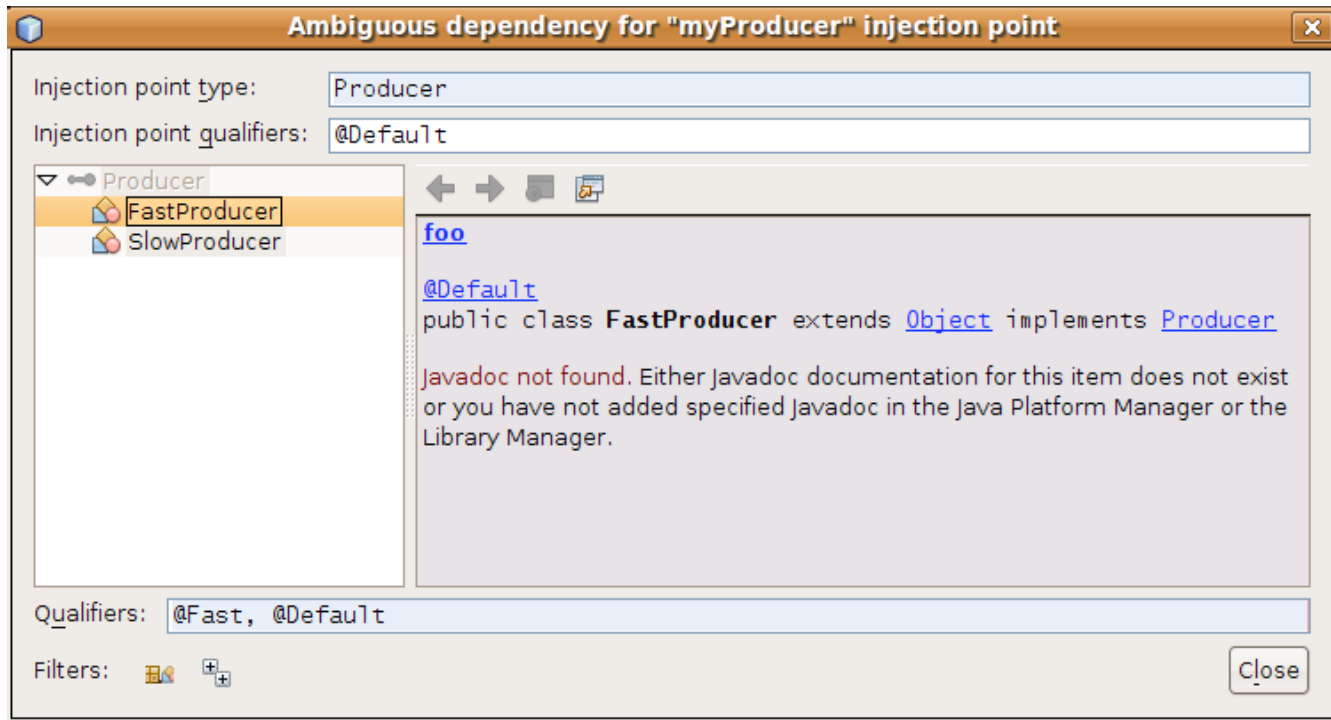 Ambiguous dependency for "myProducer" injection point
Injection point type: Producer
Injection point qualifiers: @Default
Producer
FastProducer
SlowProducer
foo
@Default
public class FastProducer extends Object implements Producer
Javadoc not found. Either Javadoc documentation for this item does not exist
or you have not added specified Javadoc in the Java Platform Manager or the
Library Manager.
Qualifiers: @Fast, @Default
Filters:
Close